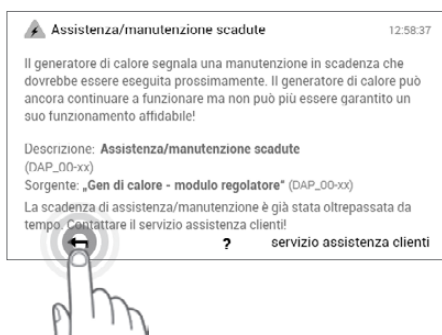 Assistenza/manutenzione scadute 12:58:37
Il generatore di calore segnala una manutenzione in scadenza che
dovrebbe essere eseguita prossimamente. Il generatore di calore può
ancora continuare a funzionare ma non può più essere garantito un
suo funzionamento affidabile!
Descrizione: Assistenza/manutenzione scadute
(DAP_00-xx)
Sorgente: „Gen di calore - modulo regolatore“ (DAP_00-xx)
La scadenza di assistenza/manutenzione è già stata oltrepassata da
tempo. Contattare il servizio assistenza clienti!
? servizio assistenza clienti